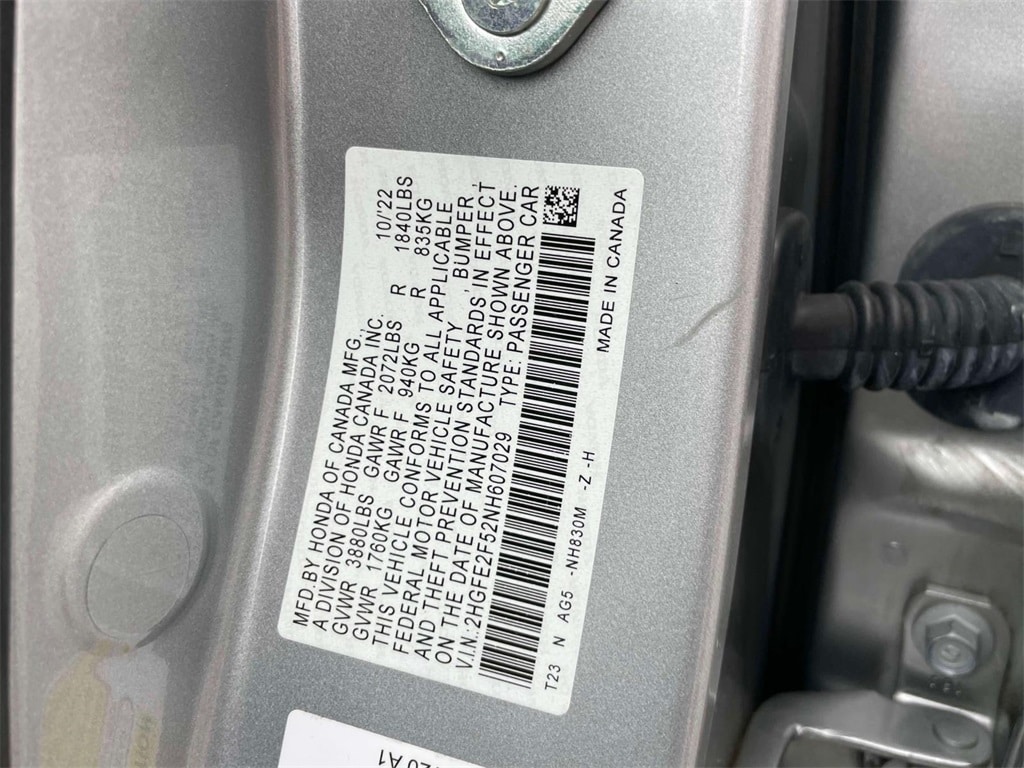 MFD.BY HONDA OF CANADA MFG.,
A DIVISION OF HONDA CANADA INC. 10/'22
GVWR 3880LBS GAWR F 2072LBS R 1840LBS
GVWR 1760KG GAWR F 940KG R 835KG
THIS VEHICLE CONFORMS TO ALL APPLICABLE
FEDERAL MOTOR VEHICLE SAFETY, BUMPER,
AND THEFT PREVENTION STANDARDS IN EFFECT
ON THE DATE OF MANUFACTURE SHOWN ABOVE.
V.I.N.:2HGFE2F52NH607029 TYPE: PASSENGER CAR
T23 N AG5 -NH830M -Z -H
MADE IN CANADA
A1